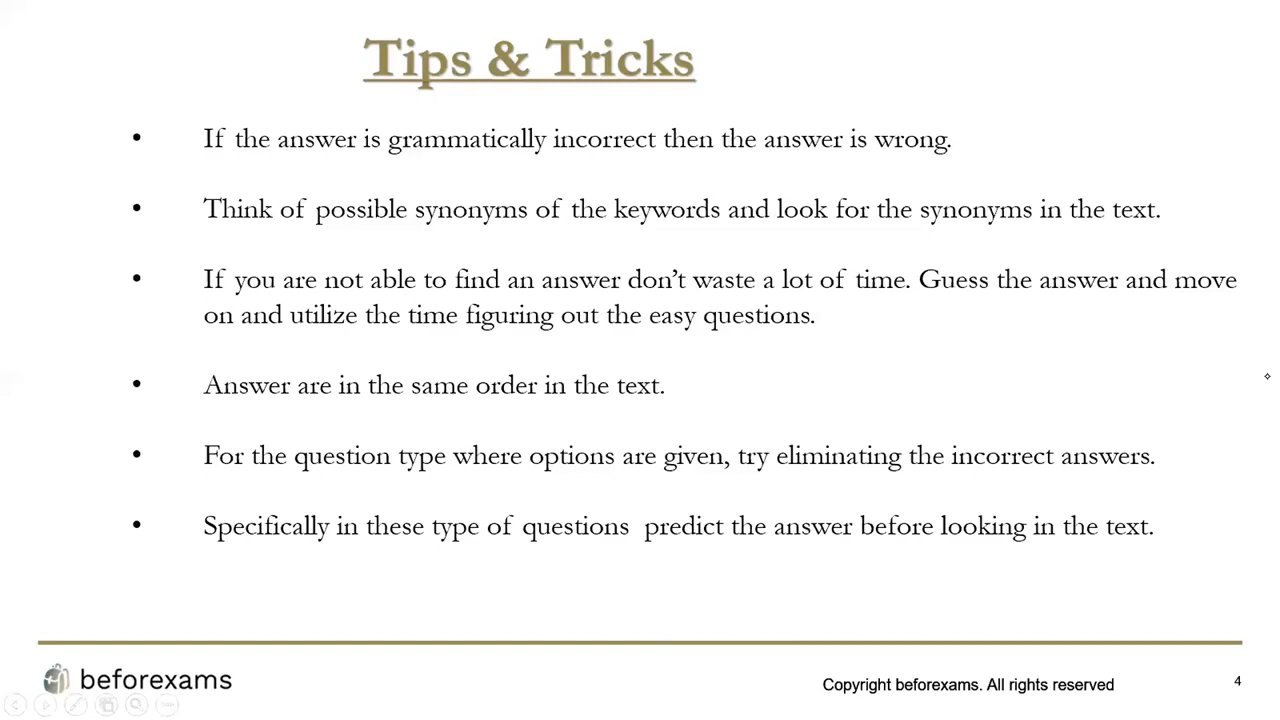 Tips & Tricks
• If the answer is grammatically incorrect then the answer is wrong.
• Think of possible synonyms of the keywords and look for the synonyms in the text.
• If you are not able to find an answer don't waste a lot of time. Guess the answer and move
on and utilize the time figuring out the easy questions.
• Answer are in the same order in the text.
• For the question type where options are given, try eliminating the incorrect answers.
• Specifically in these type of questions predict the answer before looking in the text.
beforexams
Copyright beforexams. All rights reserved
4